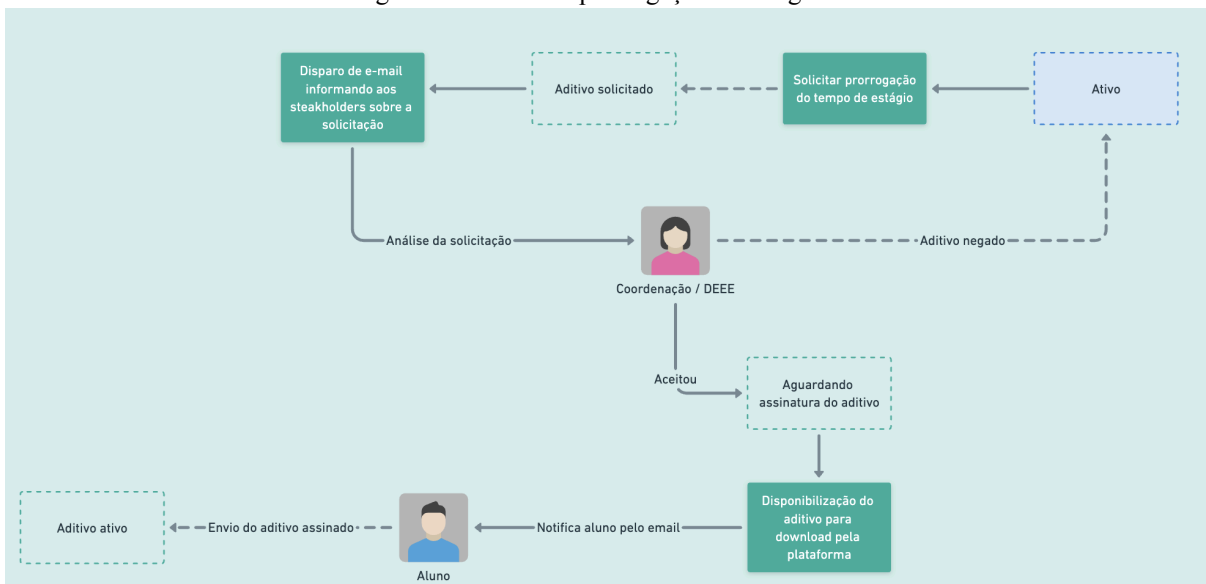 Disparo de e-mail
informando aos
steakholders sobre a
solicitação
Aditivo solicitado
Solicitar prorrogação
do tempo de estágio
Ativo
Análise da solicitação
Aditivo negado
Coordenação / DEEE
Aceitou
Aguardando
assinatura do aditivo
Disponibilização do
aditivo para
download pela
plataforma
Notifica aluno pelo email
Envio do aditivo assinado
Aditivo ativo
Aluno